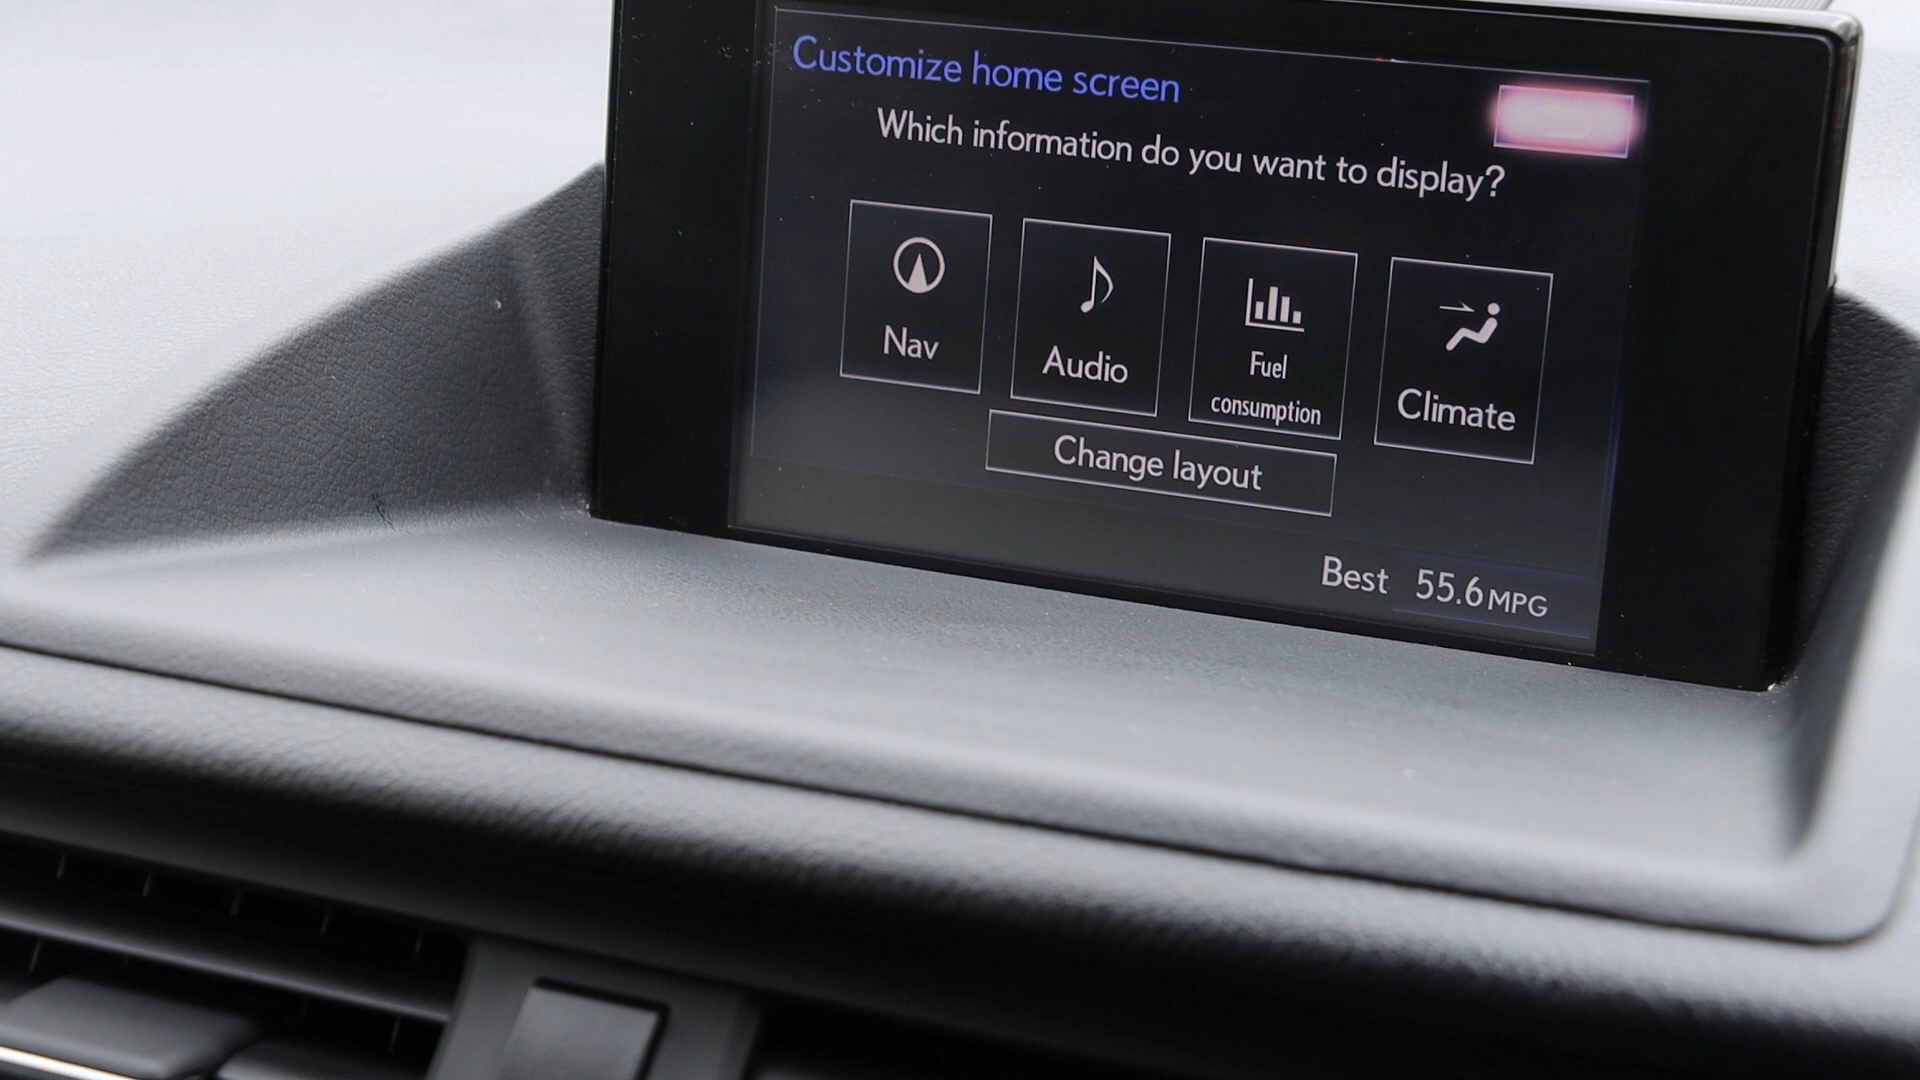 Customize home screen
Which information do you want to display?
Nav
Audio
Fuel
consumption
Climate
Change layout
Best 55.6MPG